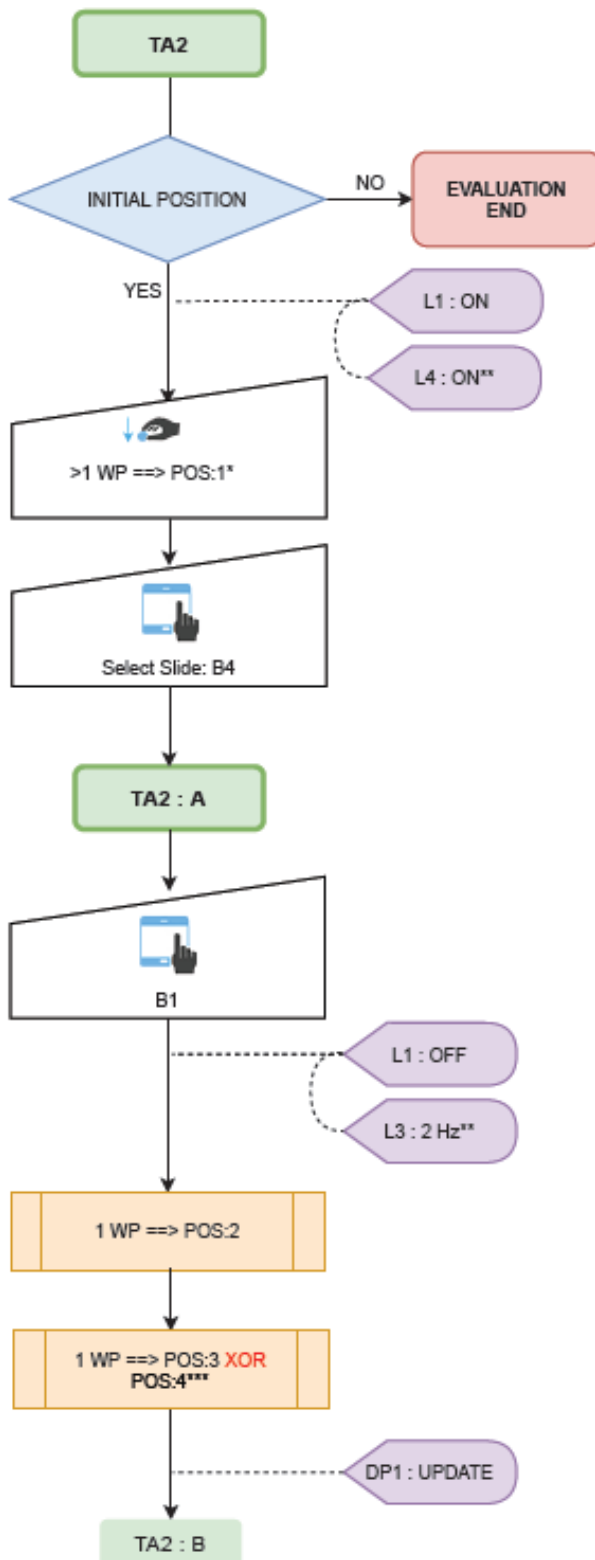 TA2
INITIAL POSITION
NO
EVALUATION
END
YES
L1 : ON
L4 : ON**
>1 WP ==> POS:1*
Select Slide: B4
TA2 : A
B1
L1 : OFF
L3 : 2 Hz**
1 WP ==> POS:2
1 WP ==> POS:3 XOR
POS:4***
DP1 : UPDATE
TA2 : B